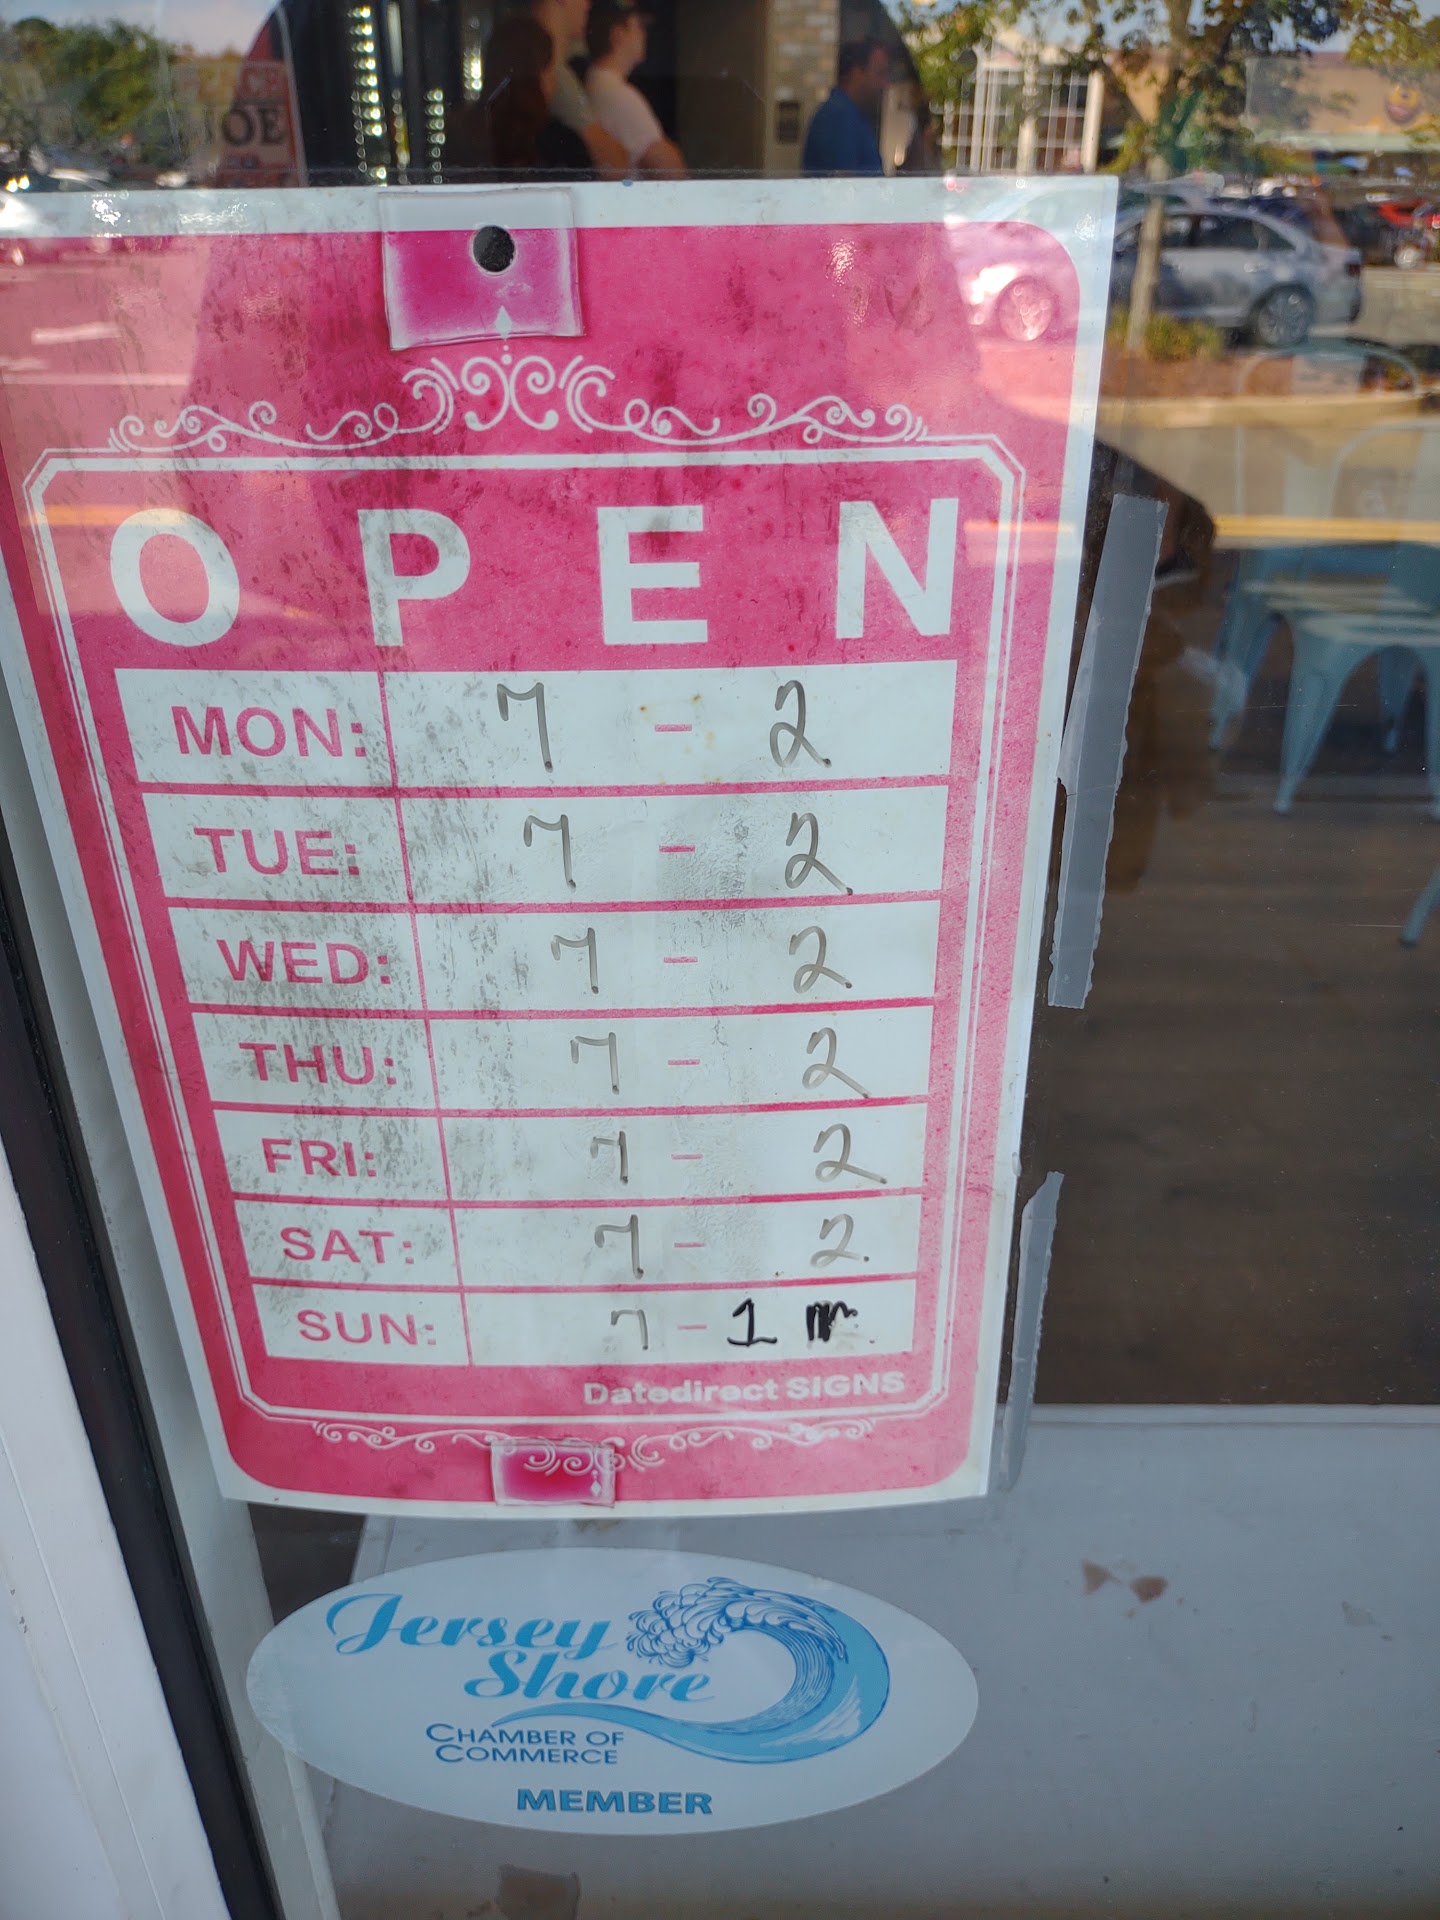 OE
OPEN
MON: 7 - 2
TUE: 7 - 2
WED: 7 - 2
THU: 7 - 2
FRI: 7 - 2
SAT: 7 - 2
SUN: 7 - 1
Datedirect SIGNS
Jersey
Shore
CHAMBER OF
COMMERCE
MEMBER